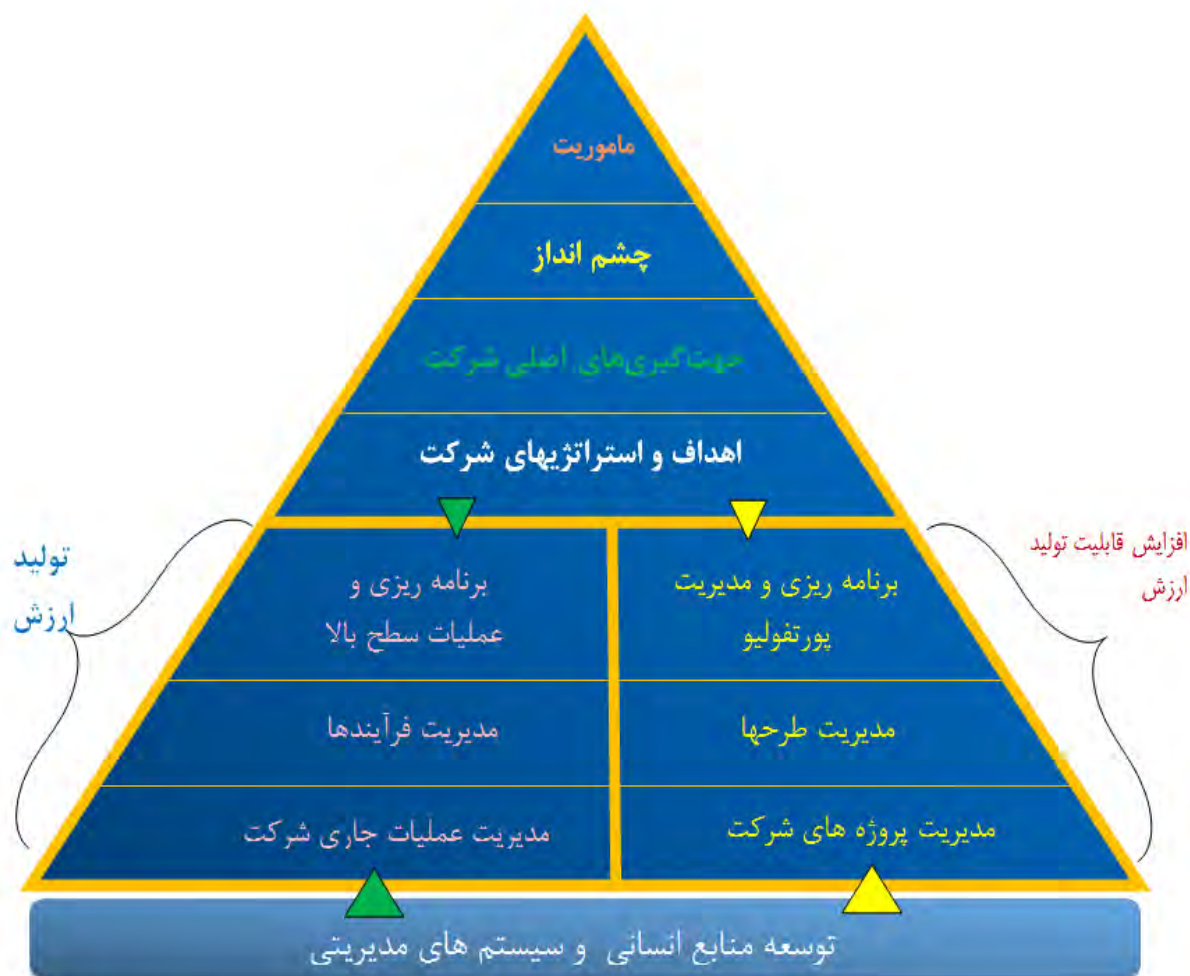 ماموریت
چشم انداز
جهت‌گیری‌های اصلی شرکت
اهداف و استراتژیهای شرکت
افزایش قابلیت تولید
ارزش
برنامه ریزی و مدیریت
پورتفولیو
برنامه ریزی و
عملیات سطح بالا
تولید
ارزش
مدیریت طرحها
مدیریت فرآیندها
مدیریت پروژه های شرکت
مدیریت عملیات جاری شرکت
توسعه منابع انسانی و سیستم های مدیریتی